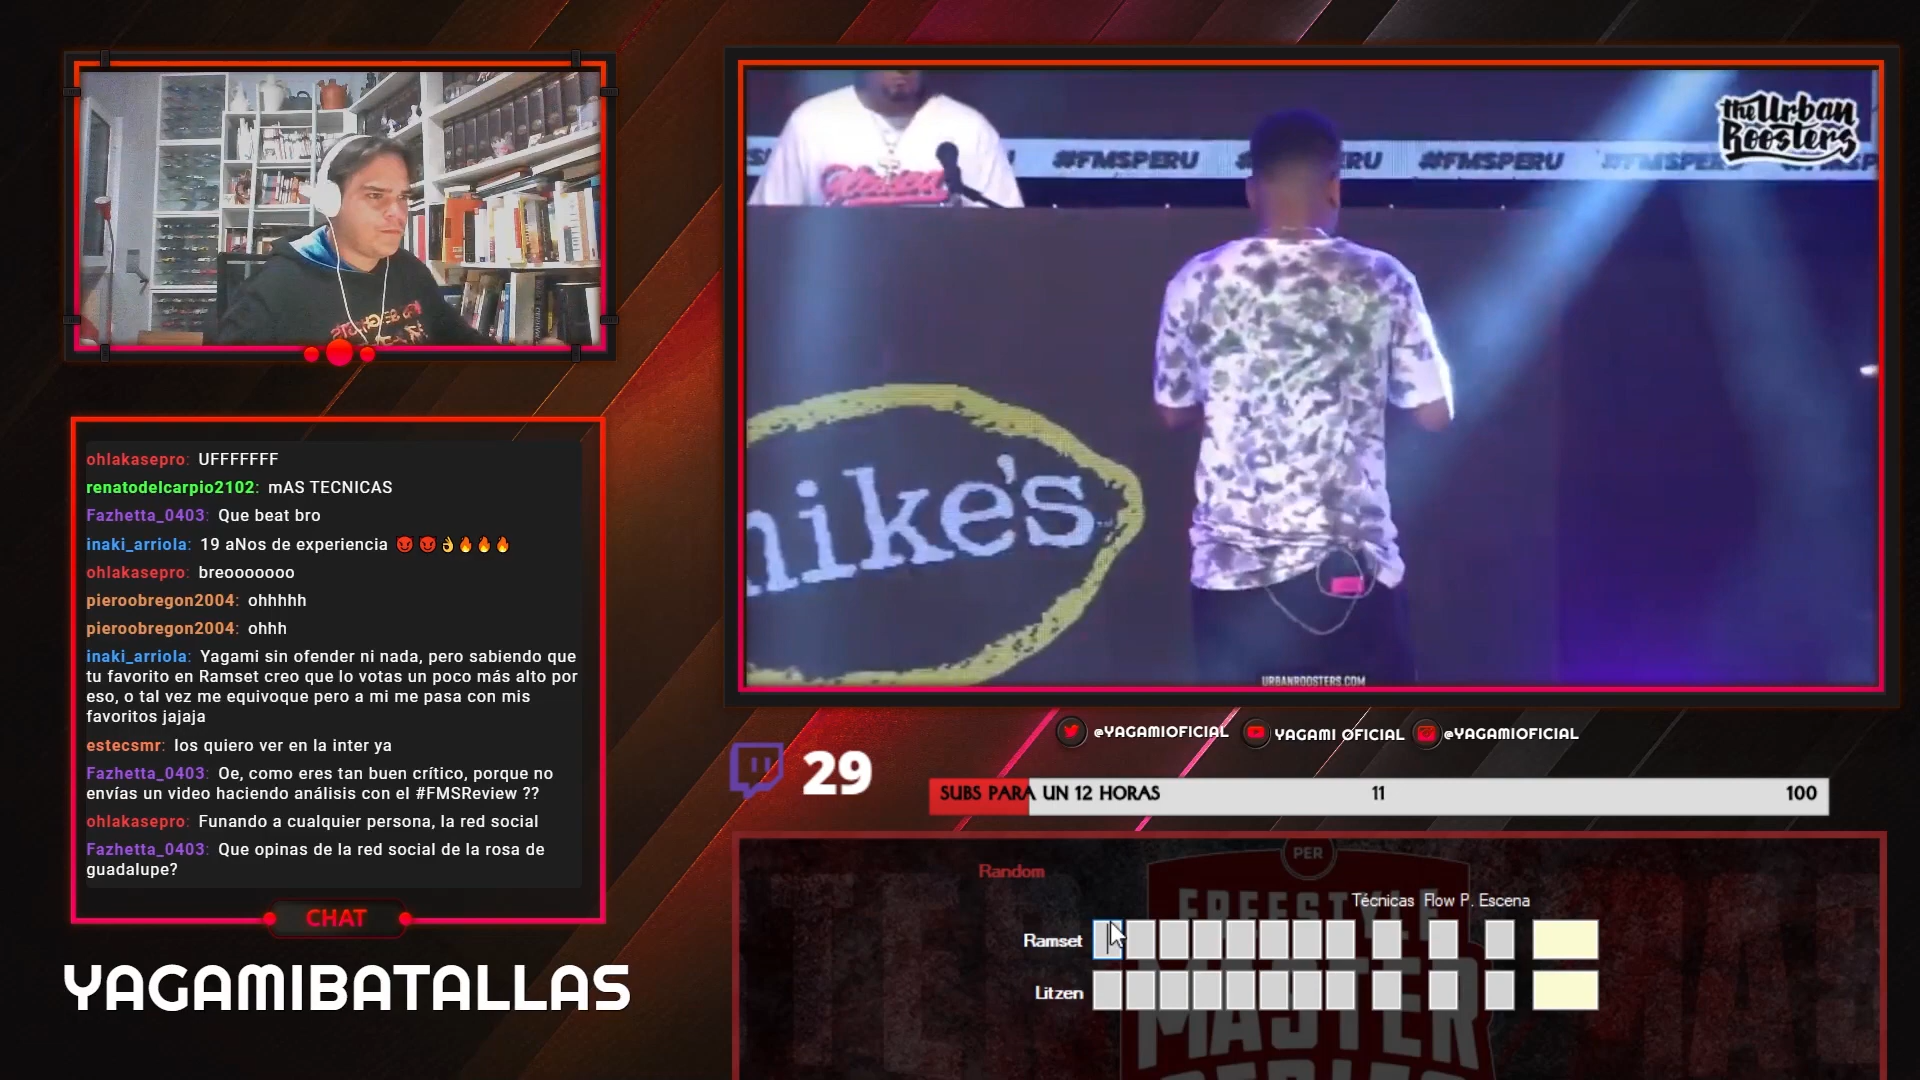 ohlakasepro: UFFFFFFF
renatodelcarpio2102: mAS TECNICAS
Fazhetta_0403: Que beat bro
inaki_arriola: 19 aNos de experiencia 😈😈👌🔥🔥🔥
ohlakasepro: breooooooo
pieroobregon2004: ohhhhh
pieroobregon2004: ohhh
inaki_arriola: Yagami sin ofender ni nada, pero sabiendo que
tu favorito en Ramset creo que lo votas un poco más alto por
eso, o tal vez me equivoque pero a mi me pasa con mis
favoritos jajaja
estecsmr: los quiero ver en la inter ya
Fazhetta_0403: Oe, como eres tan buen crítico, porque no
envías un video haciendo análisis con el #FMSReview ??
ohlakasepro: Funando a cualquier persona, la red social
Fazhetta_0403: Que opinas de la red social de la rosa de
guadalupe?
CHAT
YAGAMIBATALLAS
the Urban
Roosters
#FMSPERU
#FMSPERU
mike's
URBANROOSTERS.COM
@YAGAMIOFICIAL YAGAMI OFICIAL @YAGAMIOFICIAL
29
SUBS PARA UN 12 HORAS 11 100
PER
FREESTYLE
MASTER
Random
Técnicas Flow P. Escena
Ramset
Litzen